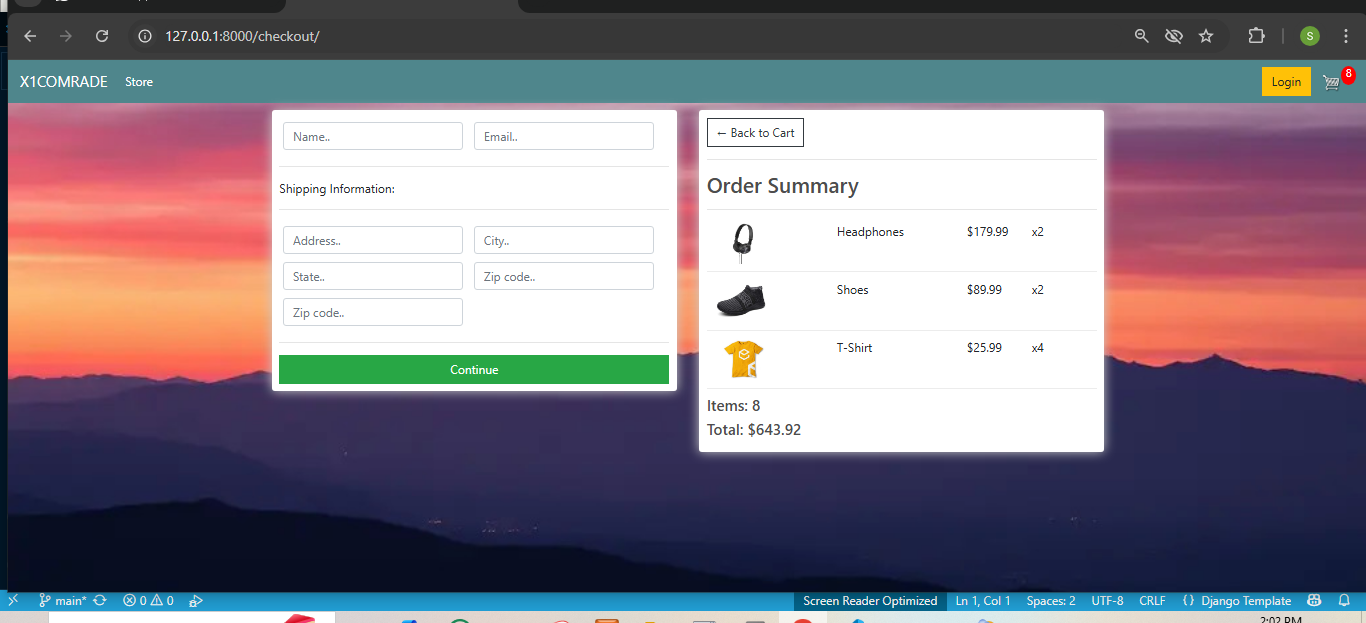 127.0.0.1:8000/checkout/
S
X1COMRADE Store Login 8
Name.. Email..
Shipping Information:
Address.. City..
State.. Zip code..
Zip code..
Continue
← Back to Cart
Order Summary
Headphones $179.99 x2
Shoes $89.99 x2
T-Shirt $25.99 x4
Items: 8
Total: $643.92
main* 0 0 Screen Reader Optimized Ln 1, Col 1 Spaces: 2 UTF-8 CRLF {} Django Template
2:02 PM